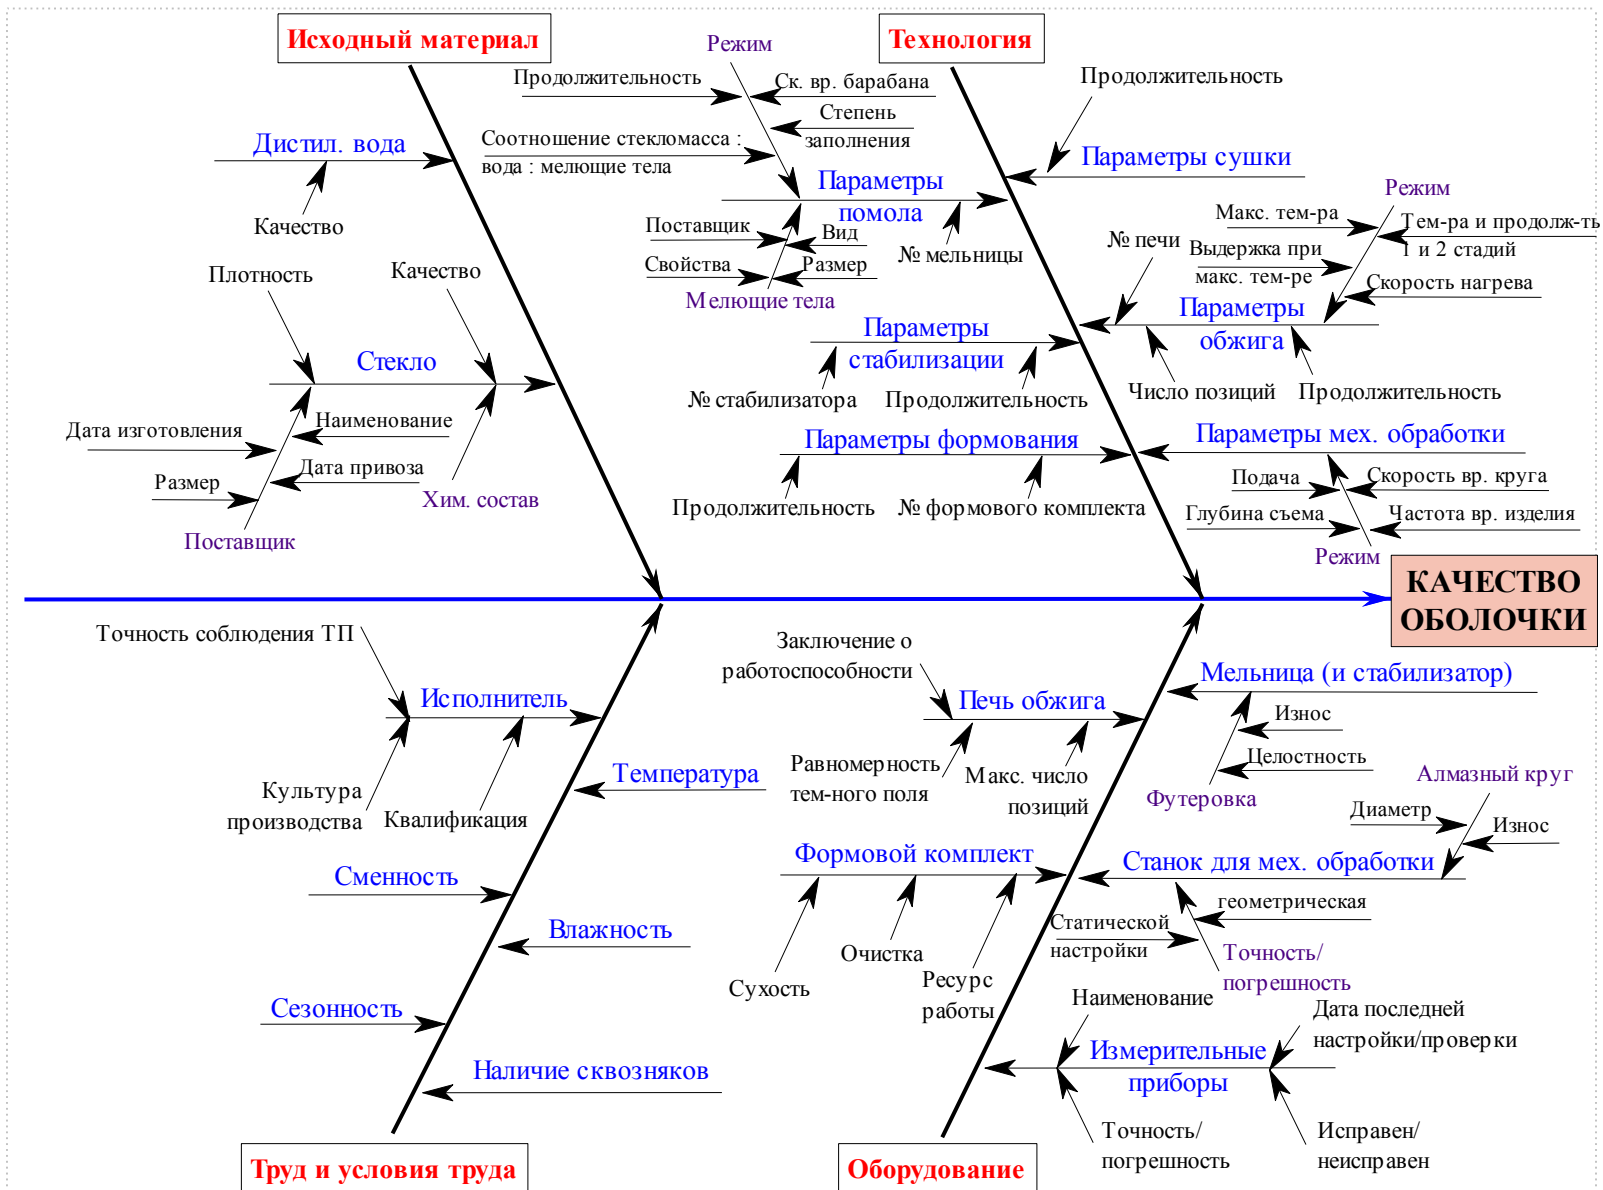 Исходный материал
Технология
Режим
Продолжительность
Ск. вр. барабана
Степень
заполнения
Соотношение стекломасса :
вода : мелющие тела
Параметры
помола
Поставщик
Вид
Свойства
Размер
Мелющие тела
№ мельницы
Продолжительность
Параметры сушки
Дистил. вода
Качество
Плотность
Качество
Стекло
Дата изготовления
Наименование
Размер
Дата привоза
Поставщик
Хим. состав
Режим
Макс. тем-ра
Тем-ра и продолж-ть
1 и 2 стадий
№ печи
Выдержка при
макс. тем-ре
Скорость нагрева
Параметры
обжига
Число позиций
Продолжительность
Параметры
стабилизации
№ стабилизатора
Продолжительность
Параметры формования
Продолжительность
№ формового комплекта
Параметры мех. обработки
Подача
Скорость вр. круга
Глубина съема
Частота вр. изделия
Режим
КАЧЕСТВО
ОБОЛОЧКИ
Точность соблюдения ТП
Исполнитель
Культура
производства
Квалификация
Температура
Сменность
Влажность
Сезонность
Наличие сквозняков
Труд и условия труда
Заключение о
работоспособности
Печь обжига
Равномерность
тем-ного поля
Макс. число
позиций
Мельница (и стабилизатор)
Износ
Целостность
Футеровка
Алмазный круг
Диаметр
Износ
Формовой комплект
Сухость
Очистка
Ресурс
работы
Станок для мех. обработки
геометрическая
Статической
настройки
Точность/
погрешность
Наименование
Дата последней
настройки/проверки
Измерительные
приборы
Точность/
погрешность
Исправен/
неисправен
Оборудование